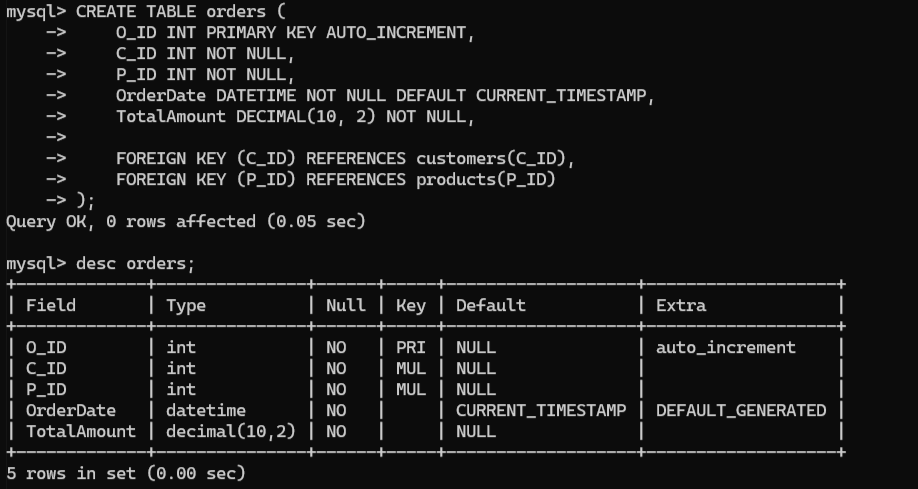 mysql> CREATE TABLE orders (
    ->     O_ID INT PRIMARY KEY AUTO_INCREMENT,
    ->     C_ID INT NOT NULL,
    ->     P_ID INT NOT NULL,
    ->     OrderDate DATETIME NOT NULL DEFAULT CURRENT_TIMESTAMP,
    ->     TotalAmount DECIMAL(10, 2) NOT NULL,
    ->
    ->     FOREIGN KEY (C_ID) REFERENCES customers(C_ID),
    ->     FOREIGN KEY (P_ID) REFERENCES products(P_ID)
    -> );
Query OK, 0 rows affected (0.05 sec)

mysql> desc orders;
+-------------+---------------+------+-----+-------------------+-------------------+
| Field       | Type          | Null | Key | Default           | Extra             |
+-------------+---------------+------+-----+-------------------+-------------------+
| O_ID        | int           | NO   | PRI | NULL              | auto_increment    |
| C_ID        | int           | NO   | MUL | NULL              |                   |
| P_ID        | int           | NO   | MUL | NULL              |                   |
| OrderDate   | datetime      | NO   |     | CURRENT_TIMESTAMP | DEFAULT_GENERATED |
| TotalAmount | decimal(10,2) | NO   |     | NULL              |                   |
+-------------+---------------+------+-----+-------------------+-------------------+
5 rows in set (0.00 sec)